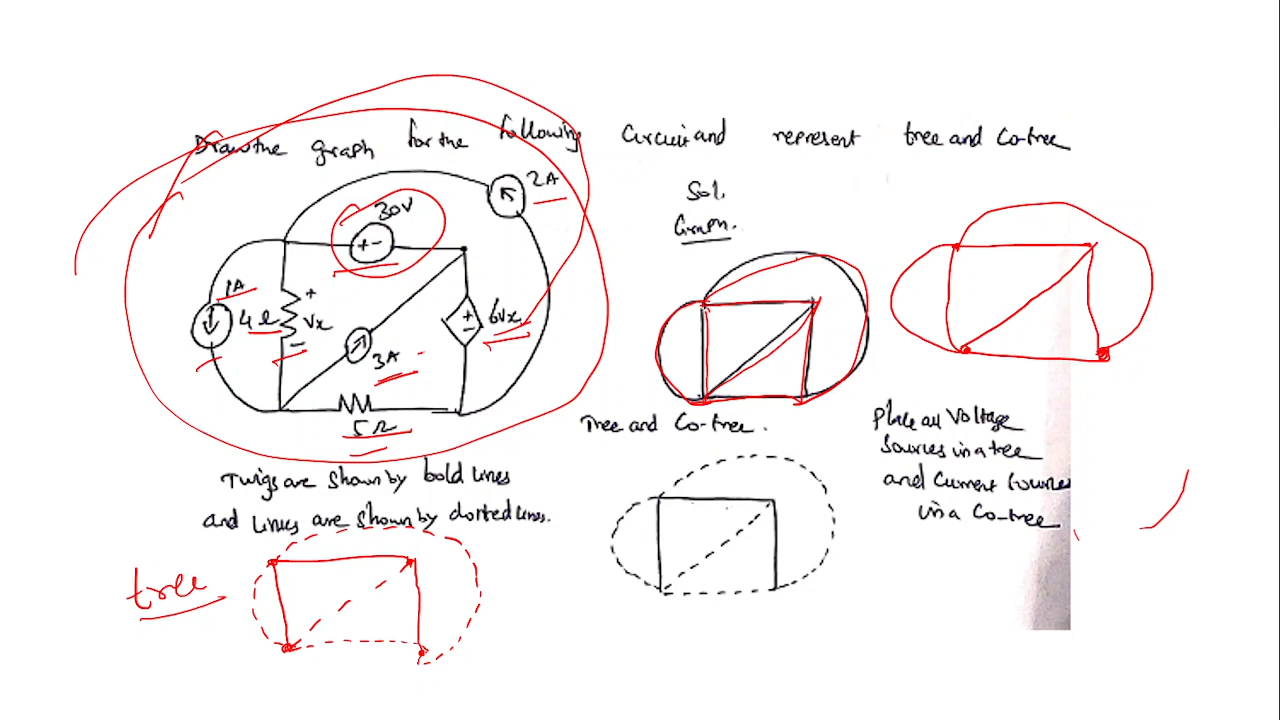 Draw the graph for the following Circuit and represent tree and Co-tree
Sol.
Graph.
2A
30V
+ -
1A
4Ω
+
Vx
-
+
-
6Vx
3A
5Ω
Tree and Co-tree.
Place all Voltage
Sources in a tree
and Current Sources
in a Co-tree
Twigs are shown by bold lines
and Links are shown by dotted lines.
tree